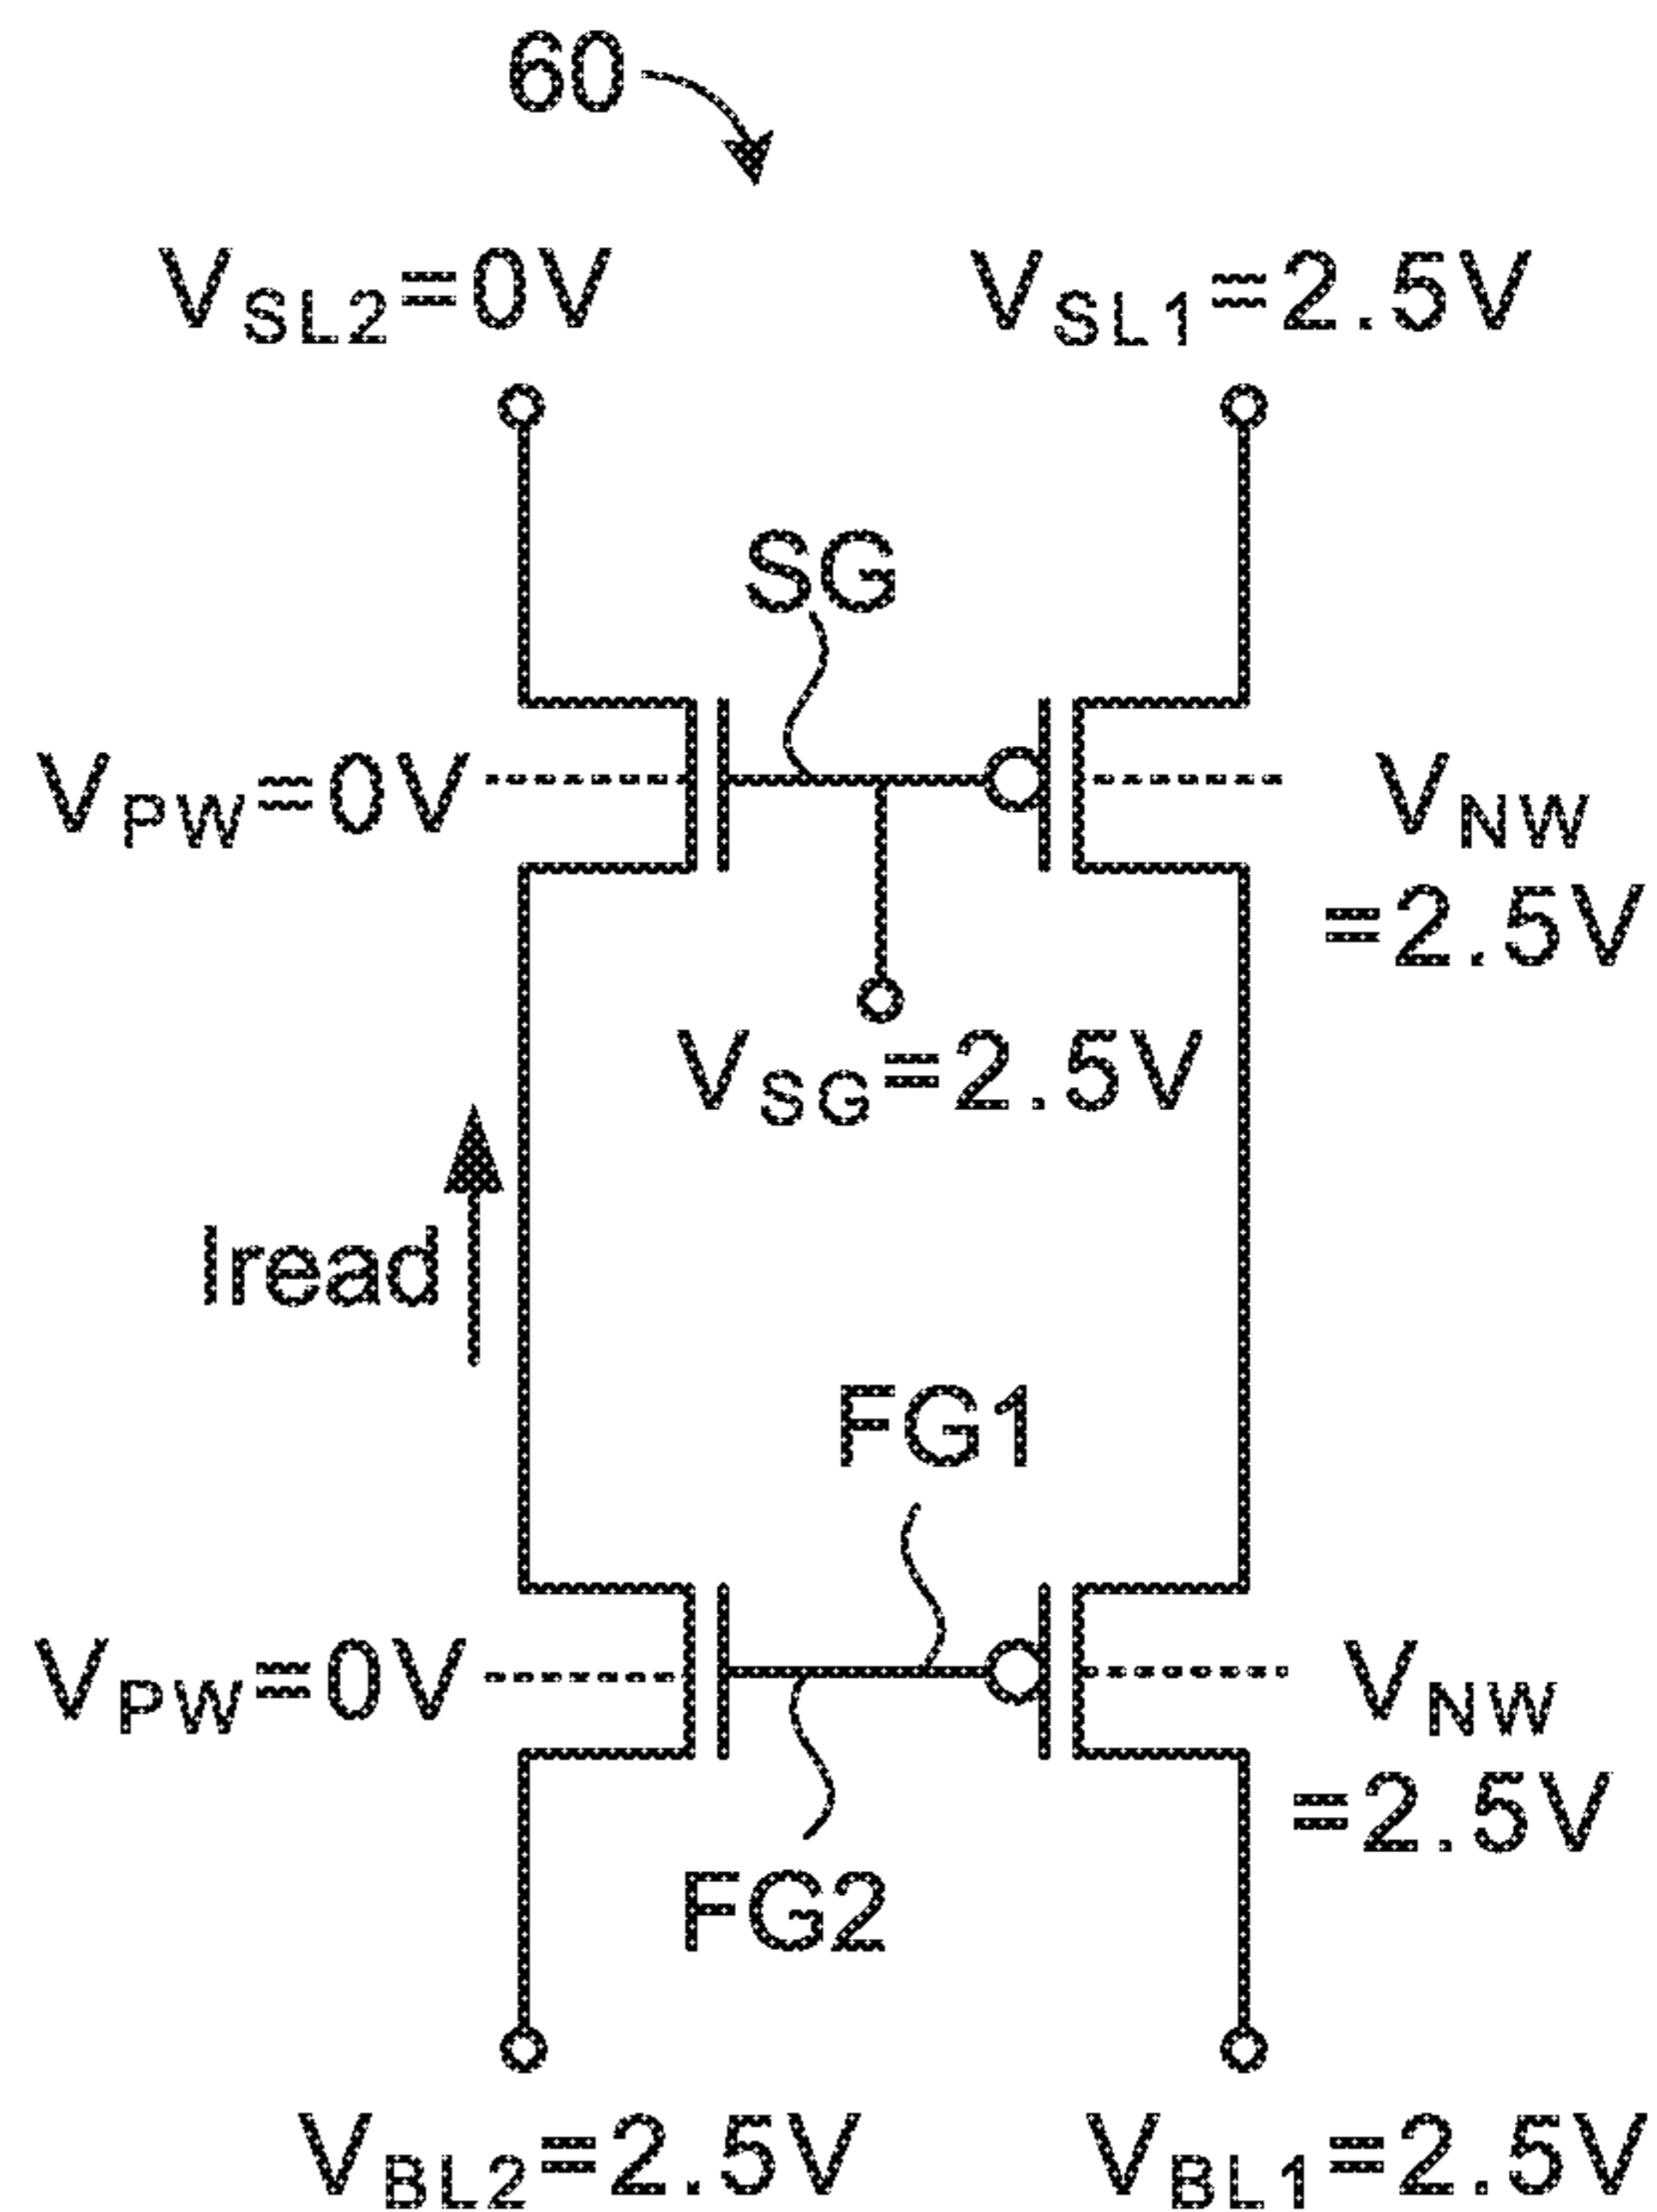 60
VSL2=0V
VSL1=2.5V
SG
VPW=0V
VNW
=2.5V
VSG=2.5V
Iread
FG1
VPW=0V
VNW
=2.5V
FG2
VBL2=2.5V
VBL1=2.5V